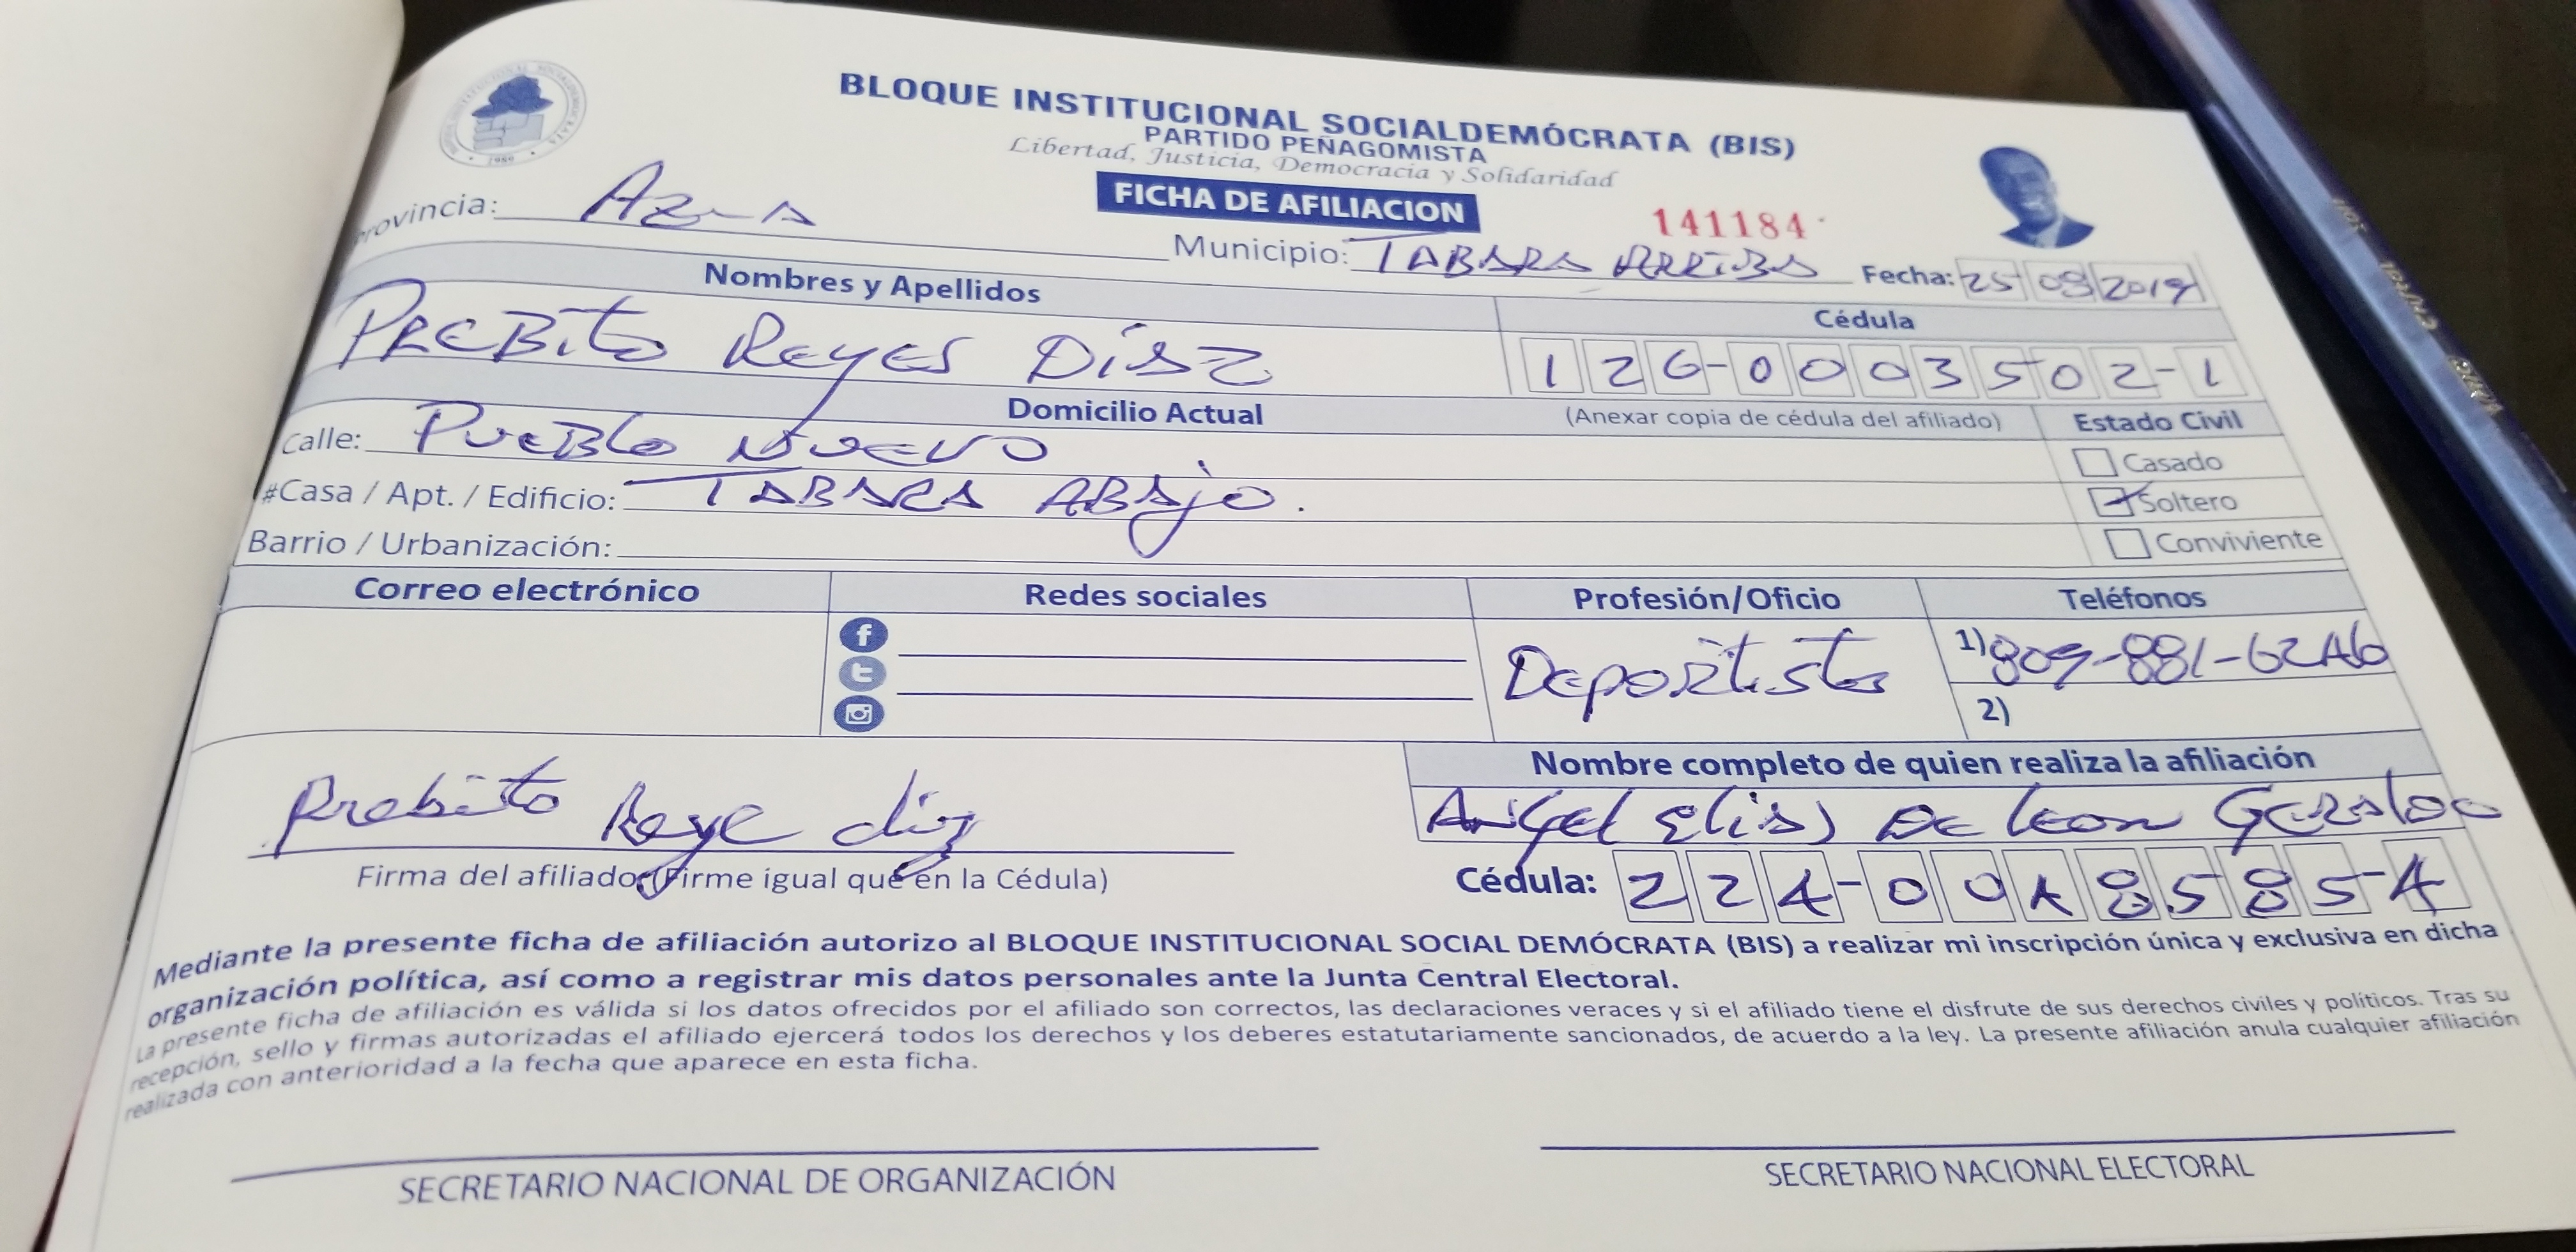 BLOQUE INSTITUCIONAL SOCIALDEMÓCRATA (BIS)
PARTIDO PEÑAGOMISTA
Libertad, Justicia, Democracia y Solidaridad
FICHA DE AFILIACION
141184
Provincia: Azua Municipio: TABARA ARRIBA Fecha: 25 08 2019
Nombres y Apellidos Cédula
PREBito Reyes DíAz 126-0003502-1
Domicilio Actual (Anexar copia de cédula del afiliado) Estado Civil
Calle: PUEBlo NUEVO
Casado
#Casa / Apt. / Edificio: TABARA ABAjo.
Soltero
Barrio / Urbanización:
Conviviente
Correo electrónico Redes sociales Profesión/Oficio Teléfonos
Deportista 1) 809-881-6246
2)
Nombre completo de quien realiza la afiliación
Prebito Reye diaz Angel Elias De leon Geraldo
Firma del afiliado (Firme igual que en la Cédula) Cédula: 224-0048585-4
Mediante la presente ficha de afiliación autorizo al BLOQUE INSTITUCIONAL SOCIAL DEMÓCRATA (BIS) a realizar mi inscripción única y exclusiva en dicha
organización política, así como a registrar mis datos personales ante la Junta Central Electoral.
La presente ficha de afiliación es válida si los datos ofrecidos por el afiliado son correctos, las declaraciones veraces y si el afiliado tiene el disfrute de sus derechos civiles y políticos. Tras su
recepción, sello y firmas autorizadas el afiliado ejercerá todos los derechos y los deberes estatutariamente sancionados, de acuerdo a la ley. La presente afiliación anula cualquier afiliación
realizada con anterioridad a la fecha que aparece en esta ficha.
SECRETARIO NACIONAL DE ORGANIZACIÓN SECRETARIO NACIONAL ELECTORAL